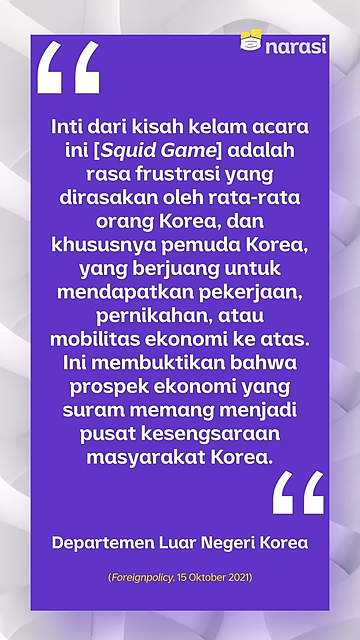 narasi
“
Inti dari kisah kelam acara
ini [Squid Game] adalah
rasa frustrasi yang
dirasakan oleh rata-rata
orang Korea, dan
khususnya pemuda Korea,
yang berjuang untuk
mendapatkan pekerjaan,
pernikahan, atau
mobilitas ekonomi ke atas.
Ini membuktikan bahwa
prospek ekonomi yang
suram memang menjadi
pusat kesengsaraan
masyarakat Korea.
“
Departemen Luar Negeri Korea
(Foreignpolicy, 15 Oktober 2021)